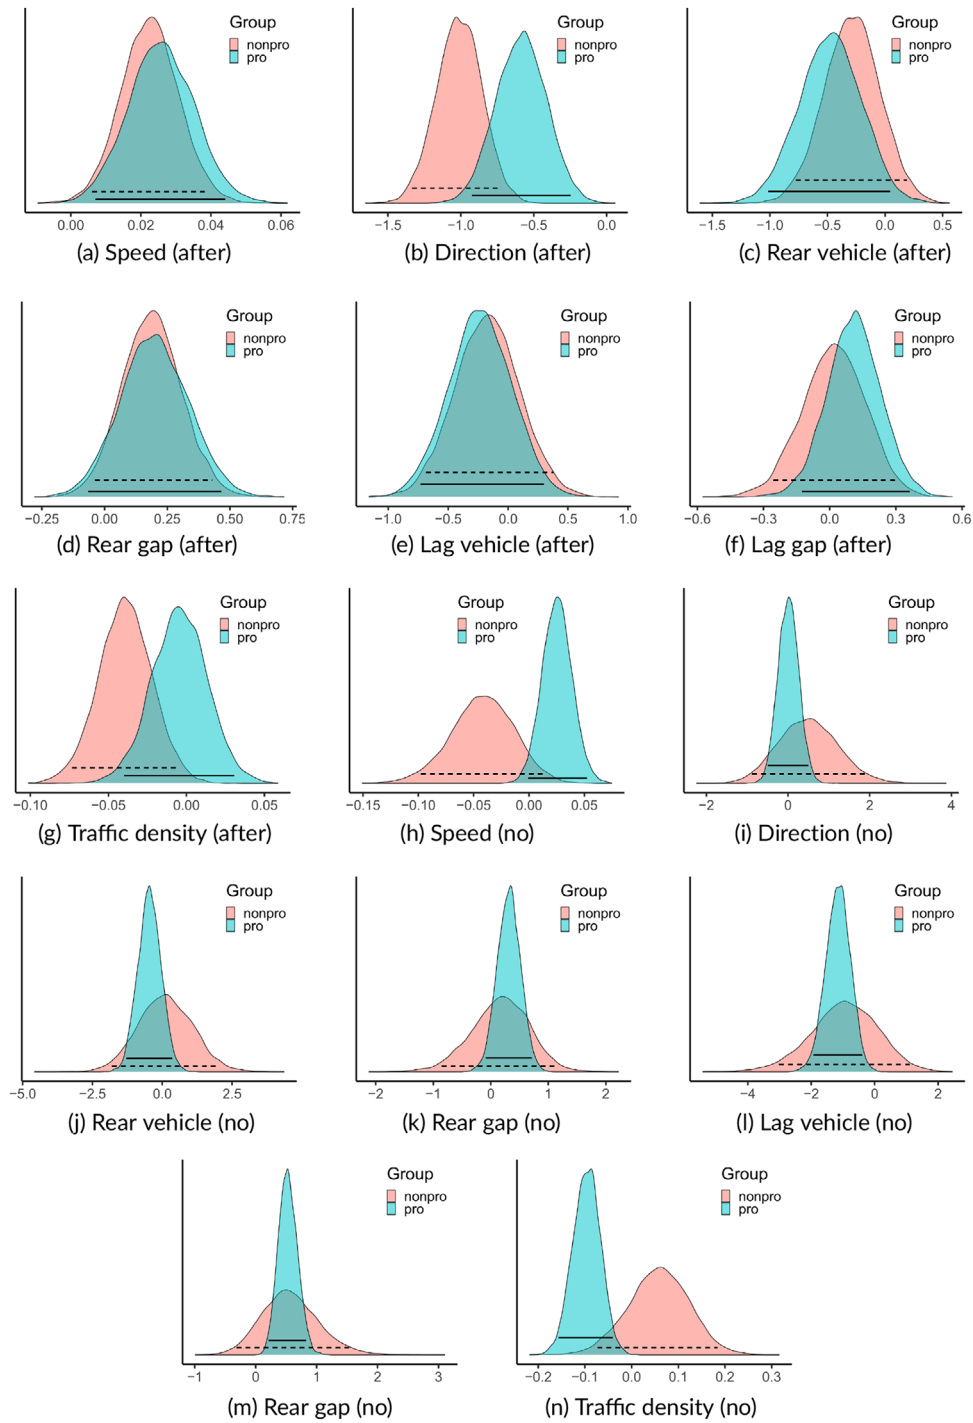 Group Group Group
nonpro nonpro nonpro
pro pro pro
0.00 0.02 0.04 0.06 −1.5 −1.0 −0.5 0.0 −1.5 −1.0 −0.5 0.0 0.5
(a) Speed (after) (b) Direction (after) (c) Rear vehicle (after)
Group Group Group
nonpro nonpro nonpro
pro pro pro
−0.25 0.00 0.25 0.50 0.75 −1.0 −0.5 0.0 0.5 1.0 −0.6 −0.3 0.0 0.3 0.6
(d) Rear gap (after) (e) Lag vehicle (after) (f) Lag gap (after)
Group Group Group
nonpro nonpro nonpro
pro pro pro
−0.10 −0.05 0.00 0.05 −0.15 −0.10 −0.05 0.00 0.05 −2 0 2 4
(g) Traffic density (after) (h) Speed (no) (i) Direction (no)
Group Group Group
nonpro nonpro nonpro
pro pro pro
−5.0 −2.5 0.0 2.5 −2 −1 0 1 2 −4 −2 0 2
(j) Rear vehicle (no) (k) Rear gap (no) (l) Lag vehicle (no)
Group Group
nonpro nonpro
pro pro
−1 0 1 2 3 −0.2 −0.1 0.0 0.1 0.2 0.3
(m) Rear gap (no) (n) Traffic density (no)